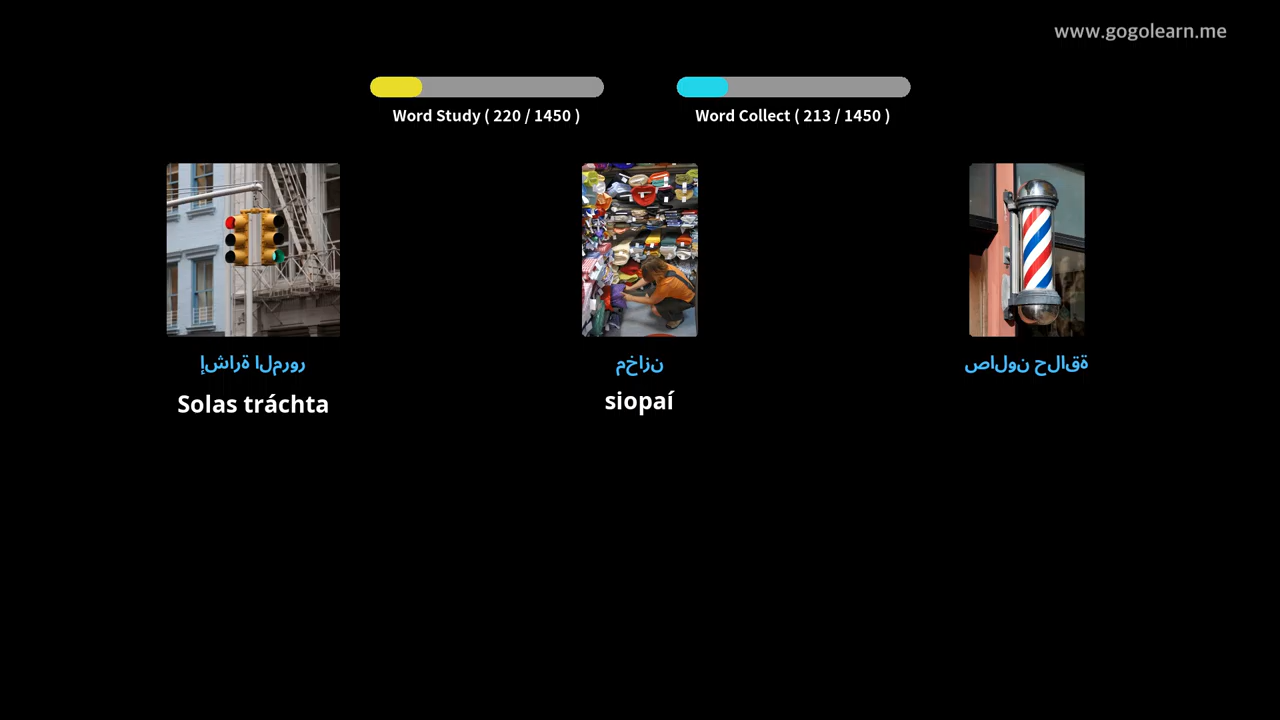 www.gogolearn.me
Word Study ( 220 / 1450 )
Word Collect ( 213 / 1450 )
إشارة المرور
مخازن
صالون حلاقة
Solas tráchta
siopaí